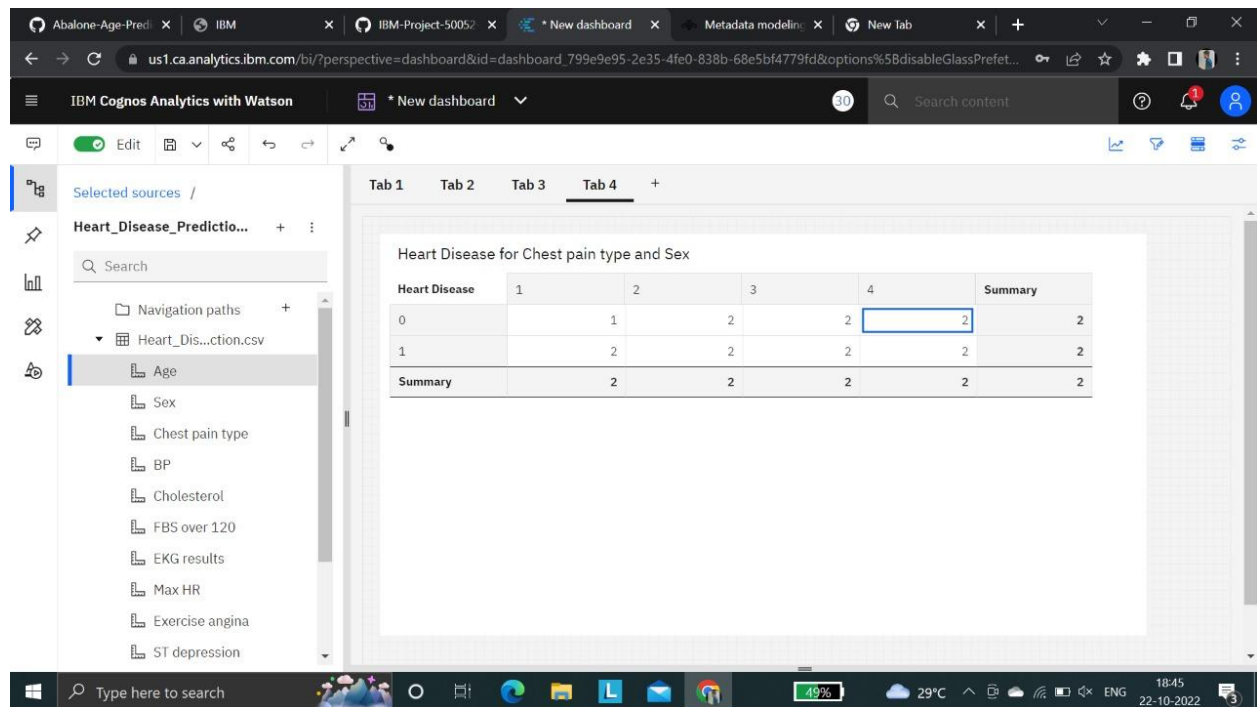 Abalone-Age-Predi
IBM
IBM-Project-50052
* New dashboard
Metadata modeling
New Tab
us1.ca.analytics.ibm.com/bi/?perspective=dashboard&id=dashboard_799e9e95-2e35-4fe0-838b-68e5bf4779fd&options%5BdisableGlassPrefet...
IBM Cognos Analytics with Watson
* New dashboard
30
Search content
1
Edit
Selected sources /
Tab 1 Tab 2 Tab 3 Tab 4 +
Heart_Disease_Predictio...
Search
Navigation paths
Heart_Dis...ction.csv
Age
Sex
Chest pain type
BP
Cholesterol
FBS over 120
EKG results
Max HR
Exercise angina
ST depression
Heart Disease for Chest pain type and Sex
Heart Disease 1 2 3 4 Summary
0 1 2 2 2 2
1 2 2 2 2 2
Summary 2 2 2 2 2
Type here to search
L
49%
29°C
ENG
18:45
22-10-2022
3